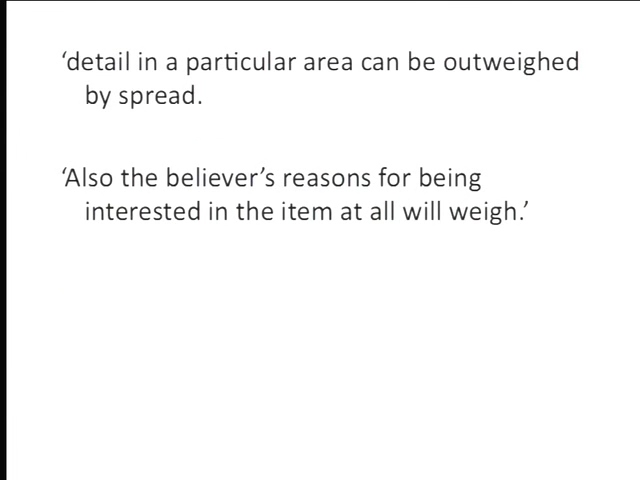 ‘detail in a particular area can be outweighed
by spread.
‘Also the believer’s reasons for being
interested in the item at all will weigh.’